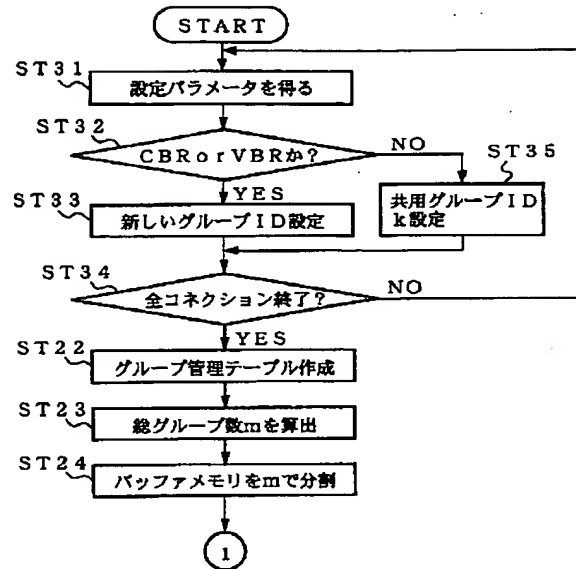 START
ST31
設定パラメータを得る
ST32
CBRorVBRか?
NO
ST35
YES
ST33
新しいグループID設定
共用グループID
k設定
ST34
全コネクション終了?
NO
YES
ST22
グループ管理テーブル作成
ST23
総グループ数mを算出
ST24
バッファメモリをmで分割
1